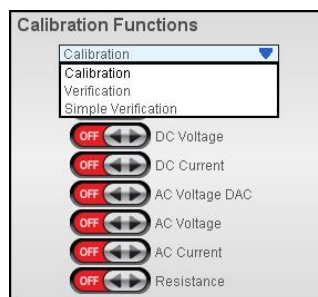 Calibration Functions
Calibration
Calibration
Verification
Simple Verification
OFF DC Voltage
OFF DC Current
OFF AC Voltage DAC
OFF AC Voltage
OFF AC Current
OFF Resistance